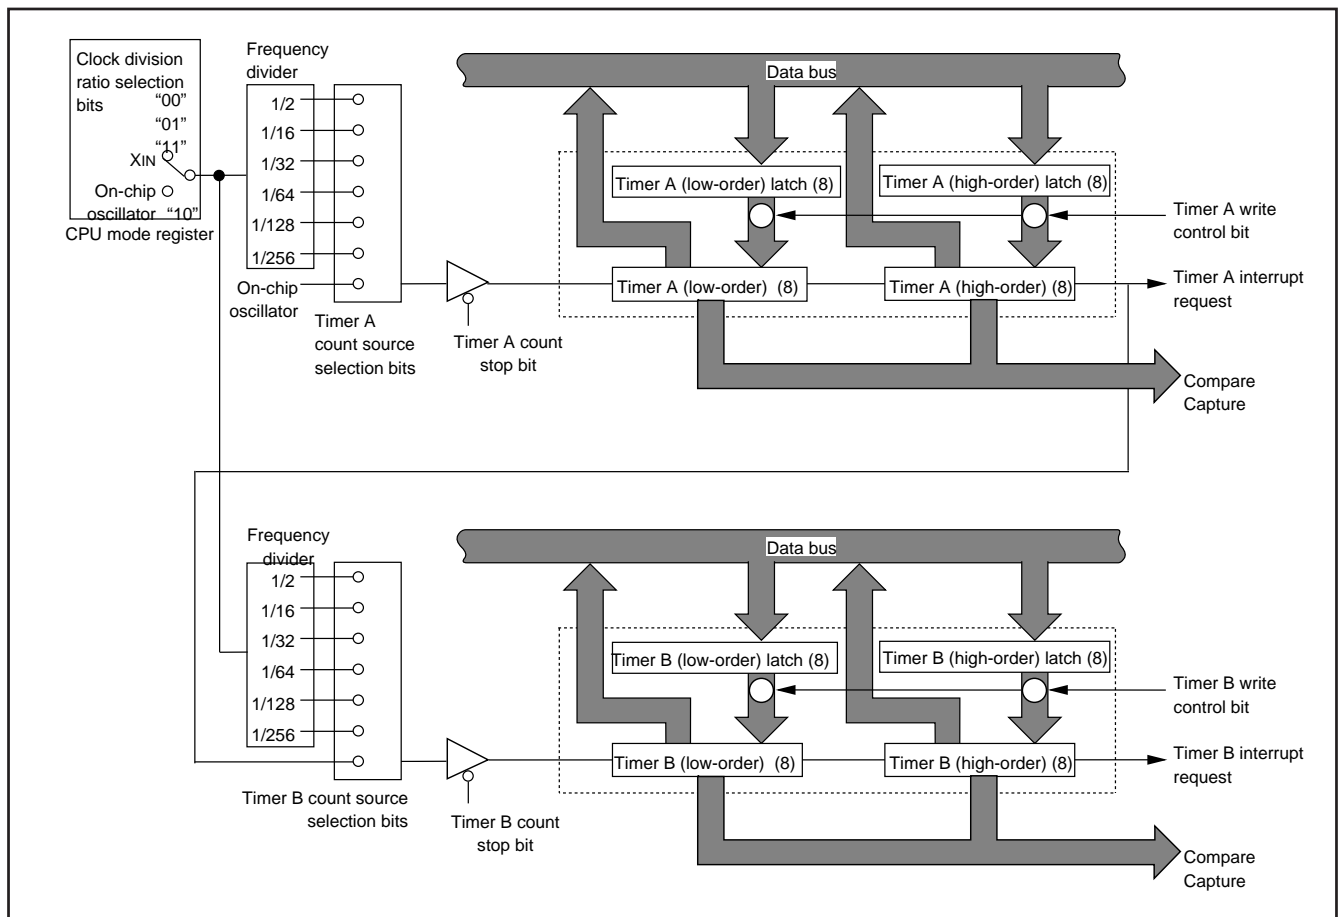 Clock division
ratio selection
bits
“00”
“01”
“11”
XIN
On-chip
oscillator “10”
CPU mode register
Frequency
divider
1/2
1/16
1/32
1/64
1/128
1/256
On-chip
oscillator
Timer A
count source
selection bits
Timer A count
stop bit
Data bus
Timer A (low-order) latch (8)
Timer A (high-order) latch (8)
Timer A write
control bit
Timer A (low-order) (8)
Timer A (high-order) (8)
Timer A interrupt
request
Compare
Capture
Frequency
divider
1/2
1/16
1/32
1/64
1/128
1/256
Timer B count source
selection bits
Timer B count
stop bit
Data bus
Timer B (low-order) latch (8)
Timer B (high-order) latch (8)
Timer B write
control bit
Timer B (low-order) (8)
Timer B (high-order) (8)
Timer B interrupt
request
Compare
Capture